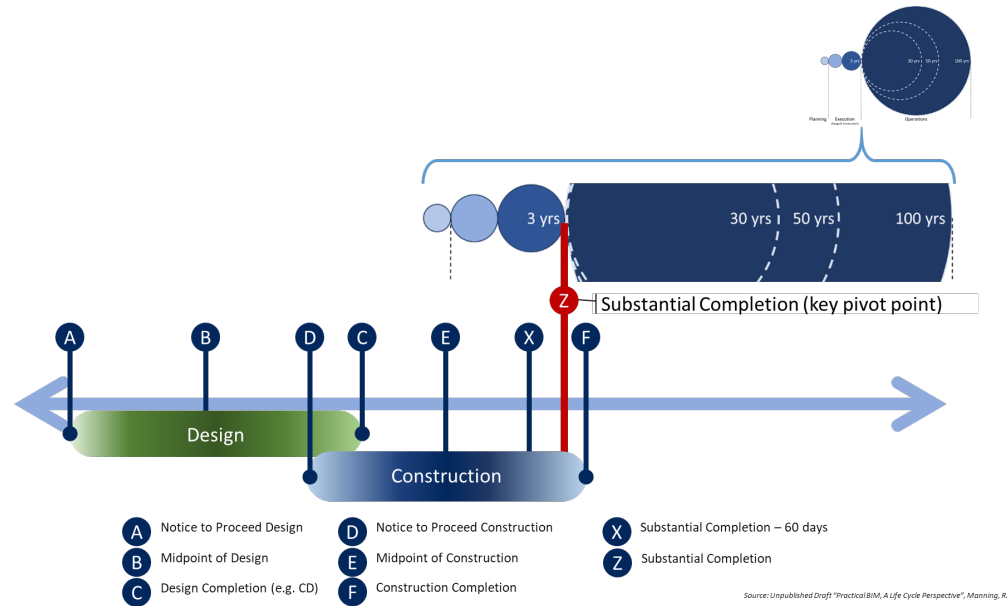 3 yrs
30 yrs
50 yrs
100 yrs
Planning
Execution
Operations
3 yrs
30 yrs
50 yrs
100 yrs
Z
Substantial Completion (key pivot point)
A
B
D
C
E
X
F
Design
Construction
A Notice to Proceed Design
B Midpoint of Design
C Design Completion (e.g. CD)
D Notice to Proceed Construction
E Midpoint of Construction
F Construction Completion
X Substantial Completion – 60 days
Z Substantial Completion
Source: Unpublished Draft "Practical BIM, A Life Cycle Perspective", Manning, R